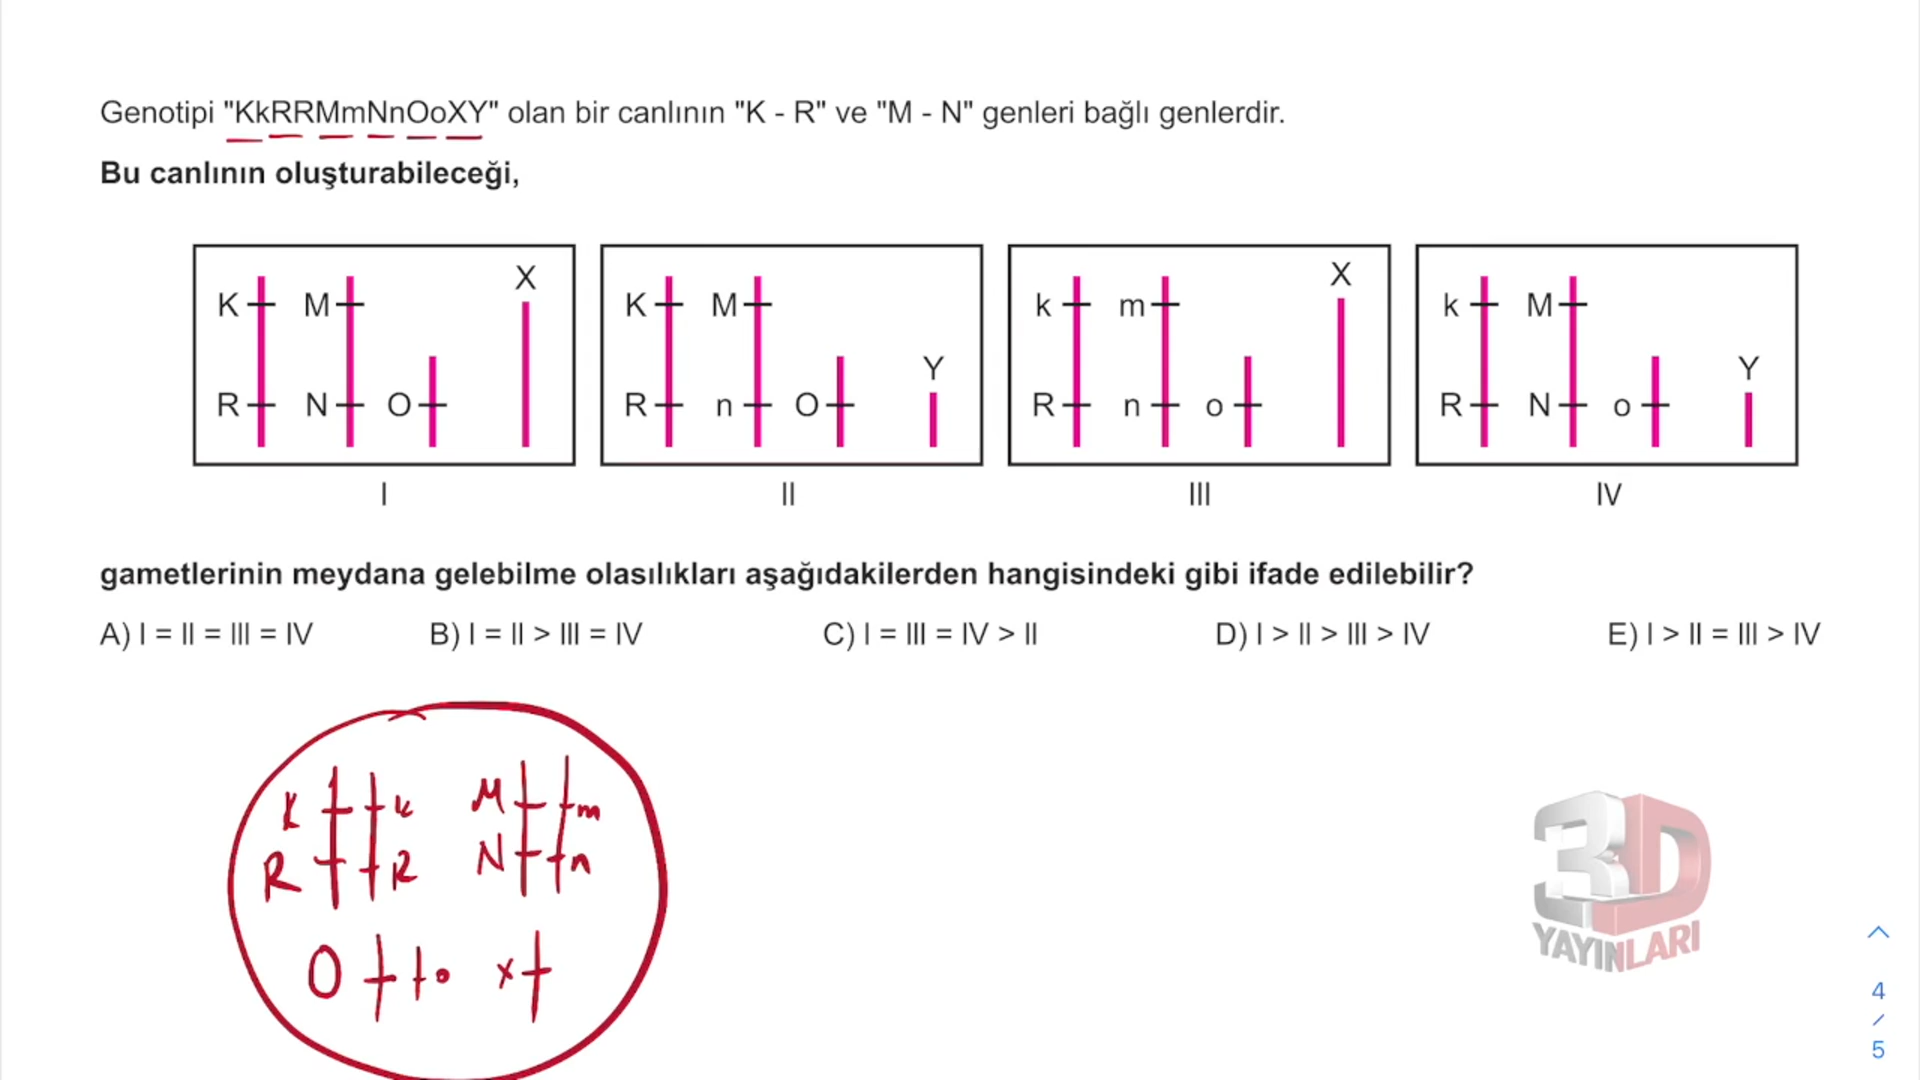 Genotipi "KkRRMmNnOoXY" olan bir canlının "K - R" ve "M - N" genleri bağlı genlerdir.
Bu canlının oluşturabileceği,
K M X
R N O
I
K M Y
R n O
II
k m X
R n o
III
k M Y
R N o
IV
gametlerinin meydana gelebilme olasılıkları aşağıdakilerden hangisindeki gibi ifade edilebilir?
A) I = II = III = IV B) I = II > III = IV C) I = III = IV > II D) I > II > III > IV E) I > II = III > IV
K k M m
R R N n
O o x
3D
YAYINLARI
4
/
5